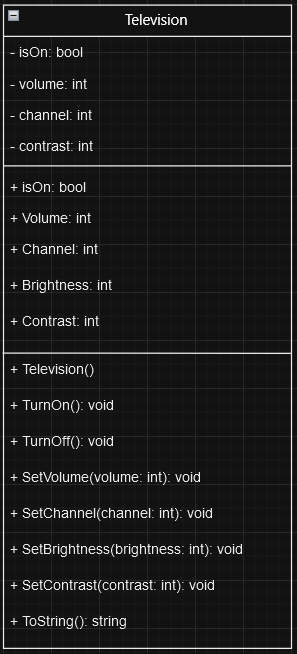 Television
- isOn: bool
- volume: int
- channel: int
- contrast: int
+ isOn: bool
+ Volume: int
+ Channel: int
+ Brightness: int
+ Contrast: int
+ Television()
+ TurnOn(): void
+ TurnOff(): void
+ SetVolume(volume: int): void
+ SetChannel(channel: int): void
+ SetBrightness(brightness: int): void
+ SetContrast(contrast: int): void
+ ToString(): string